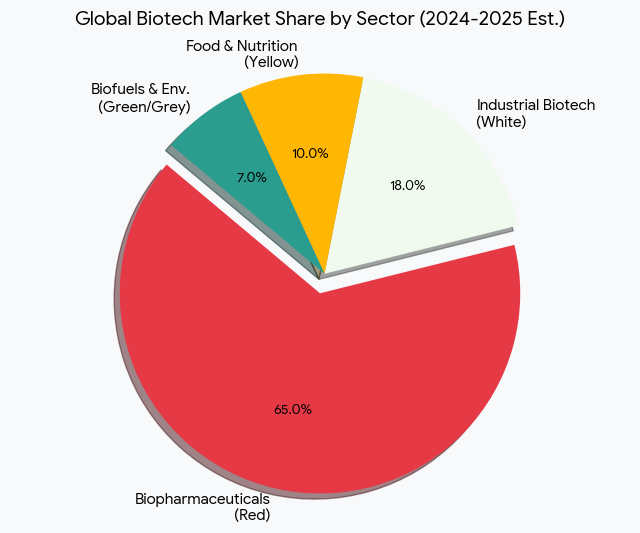 Global Biotech Market Share by Sector (2024-2025 Est.)
Food & Nutrition
(Yellow)
Biofuels & Env.
(Green/Grey)
Industrial Biotech
(White)
10.0%
7.0%
18.0%
65.0%
Biopharmaceuticals
(Red)